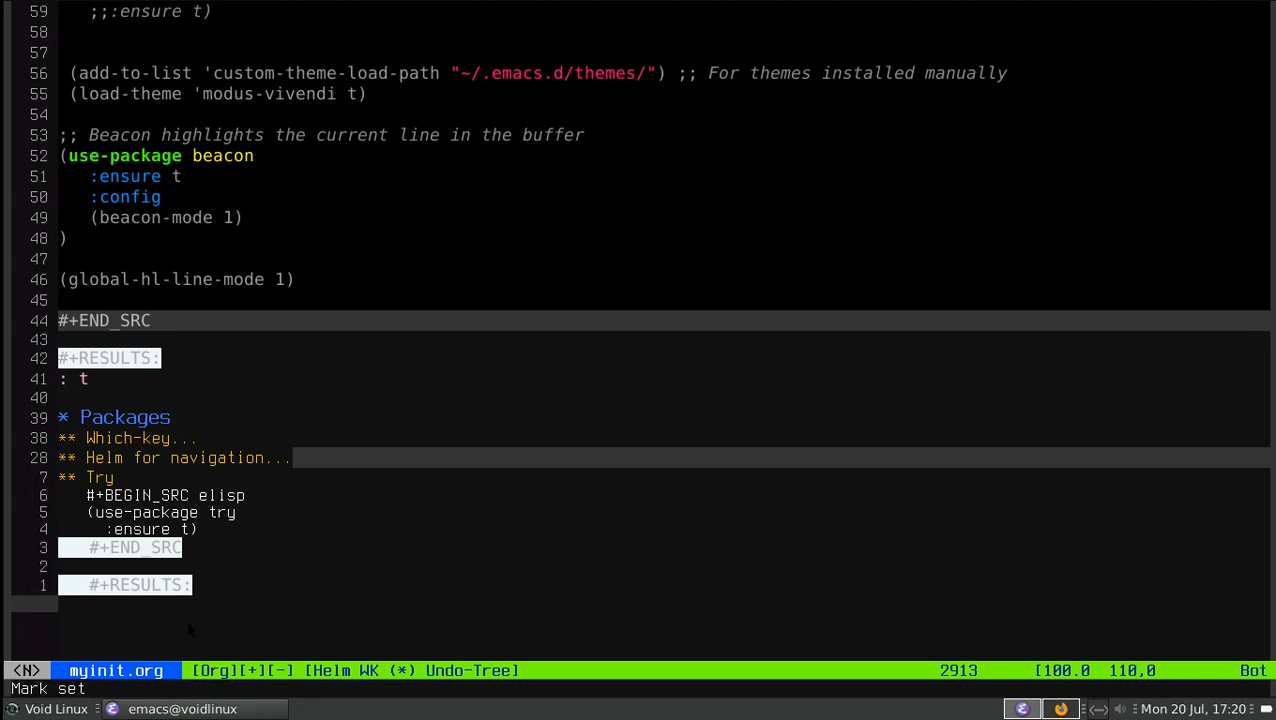 59    ;;:ensure t)
58
57
56  (add-to-list 'custom-theme-load-path "~/.emacs.d/themes/") ;; For themes installed manually
55  (load-theme 'modus-vivendi t)
54
53 ;; Beacon highlights the current line in the buffer
52 (use-package beacon
51    :ensure t
50    :config
49    (beacon-mode 1)
48 )
47
46 (global-hl-line-mode 1)
45
44 #+END_SRC
43
42 #+RESULTS:
41 : t
40
39 * Packages
38 ** Which-key...
28 ** Helm for navigation...
7 ** Try
6    #+BEGIN_SRC elisp
5    (use-package try
4      :ensure t)
3    #+END_SRC
2
1    #+RESULTS:
<N> myinit.org [Org][+][-] [Helm WK (*) Undo-Tree] 2913 [100.0 110,0 Bot
Mark set
Void Linux emacs@voidlinux Mon 20 Jul, 17:20